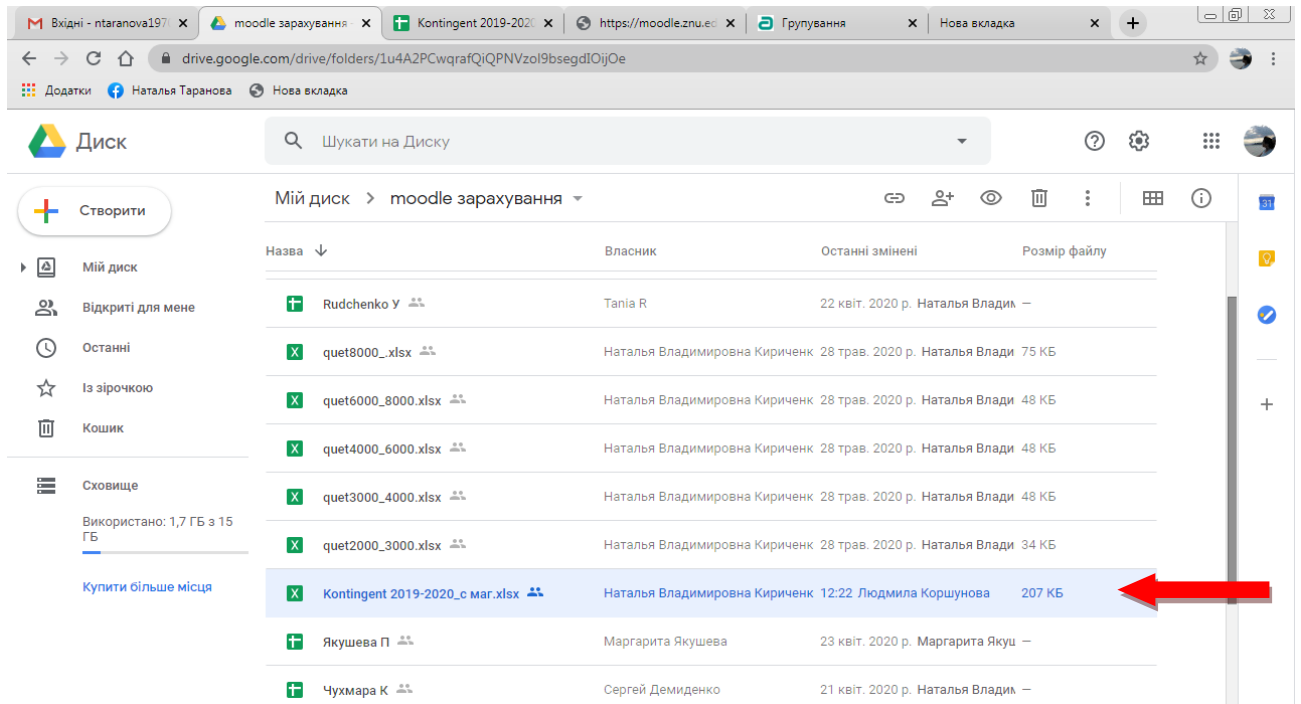 Вхідні - ntaranova197
moodle зарахування -
Kontingent 2019-202
https://moodle.znu.ed
Групування
Нова вкладка
drive.google.com/drive/folders/1u4A2PCwqrafQiQPNVzol9bsegdIOijOe
Додатки Наталья Таранова Нова вкладка
Диск
Шукати на Диску
Створити
Мій диск > moodle зарахування
Назва Власник Останні змінені Розмір файлу
Мій диск
Відкриті для мене
Останні
Із зірочкою
Кошик
Сховище
Використано: 1,7 ГБ з 15
ГБ
Купити більше місця
Rudchenko У Tania R 22 квіт. 2020 р. Наталья Владим —
quet8000_.xlsx Наталья Владимировна Кириченк 28 трав. 2020 р. Наталья Влади 75 КБ
quet6000_8000.xlsx Наталья Владимировна Кириченк 28 трав. 2020 р. Наталья Влади 48 КБ
quet4000_6000.xlsx Наталья Владимировна Кириченк 28 трав. 2020 р. Наталья Влади 48 КБ
quet3000_4000.xlsx Наталья Владимировна Кириченк 28 трав. 2020 р. Наталья Влади 48 КБ
quet2000_3000.xlsx Наталья Владимировна Кириченк 28 трав. 2020 р. Наталья Влади 34 КБ
Kontingent 2019-2020_с маг.xlsx Наталья Владимировна Кириченк 12:22 Людмила Коршунова 207 КБ
Якушева П Маргарита Якушева 23 квіт. 2020 р. Маргарита Якуш —
Чухмара К Сергей Демиденко 21 квіт. 2020 р. Наталья Владим —
31